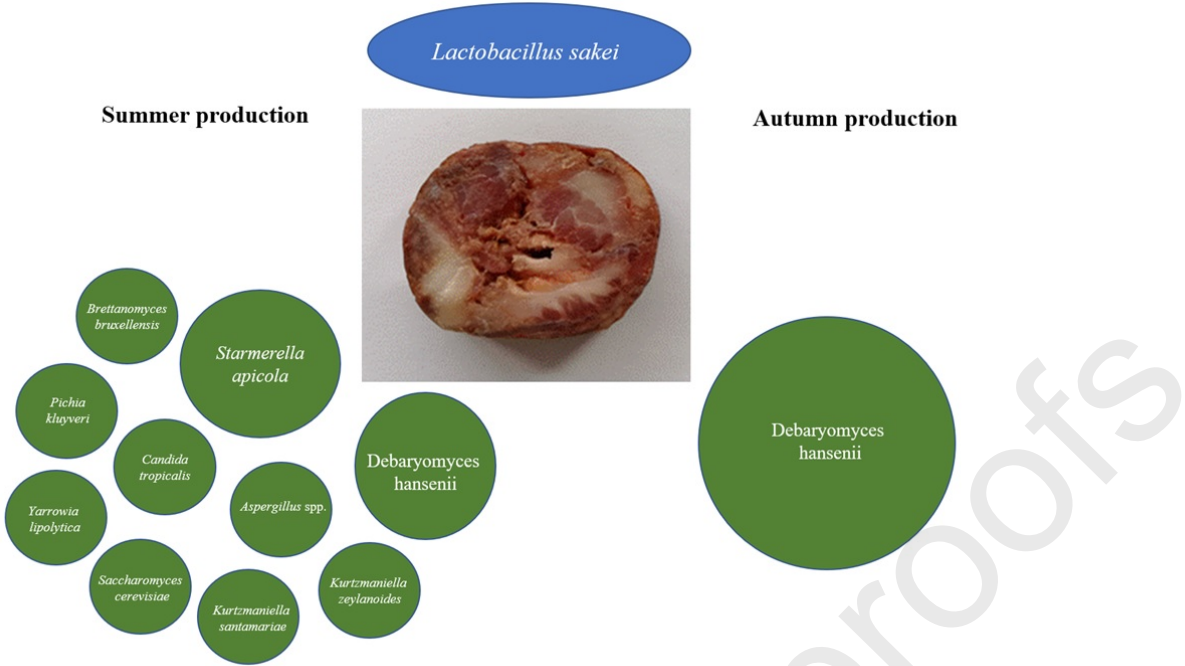 Lactobacillus sakei
Summer production
Autumn production
Brettanomyces
bruxellensis
Starmerella
apicola
Pichia
kluyveri
Candida
tropicalis
Debaryomyces
hansenii
Debaryomyces
hansenii
Yarrowia
lipolytica
Aspergillus spp.
Saccharomyces
cerevisiae
Kurtzmaniella
santamariae
Kurtzmaniella
zeylanoides
proofs